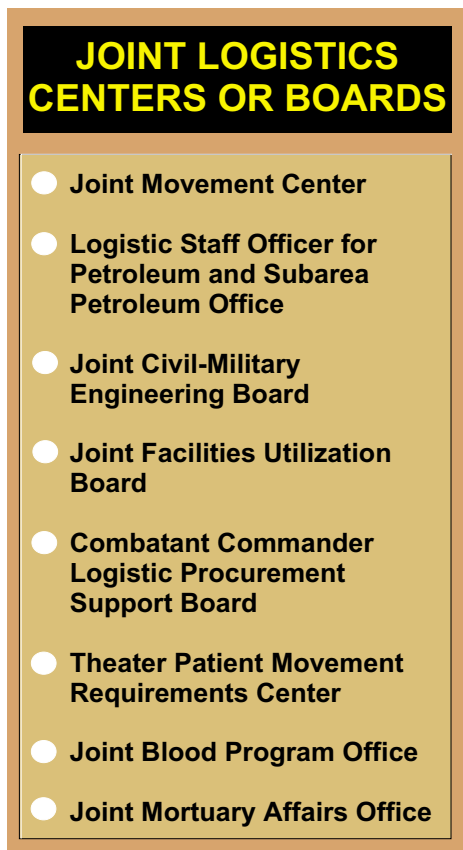 JOINT LOGISTICS
CENTERS OR BOARDS
Joint Movement Center
Logistic Staff Officer for
Petroleum and Subarea
Petroleum Office
Joint Civil-Military
Engineering Board
Joint Facilities Utilization
Board
Combatant Commander
Logistic Procurement
Support Board
Theater Patient Movement
Requirements Center
Joint Blood Program Office
Joint Mortuary Affairs Office